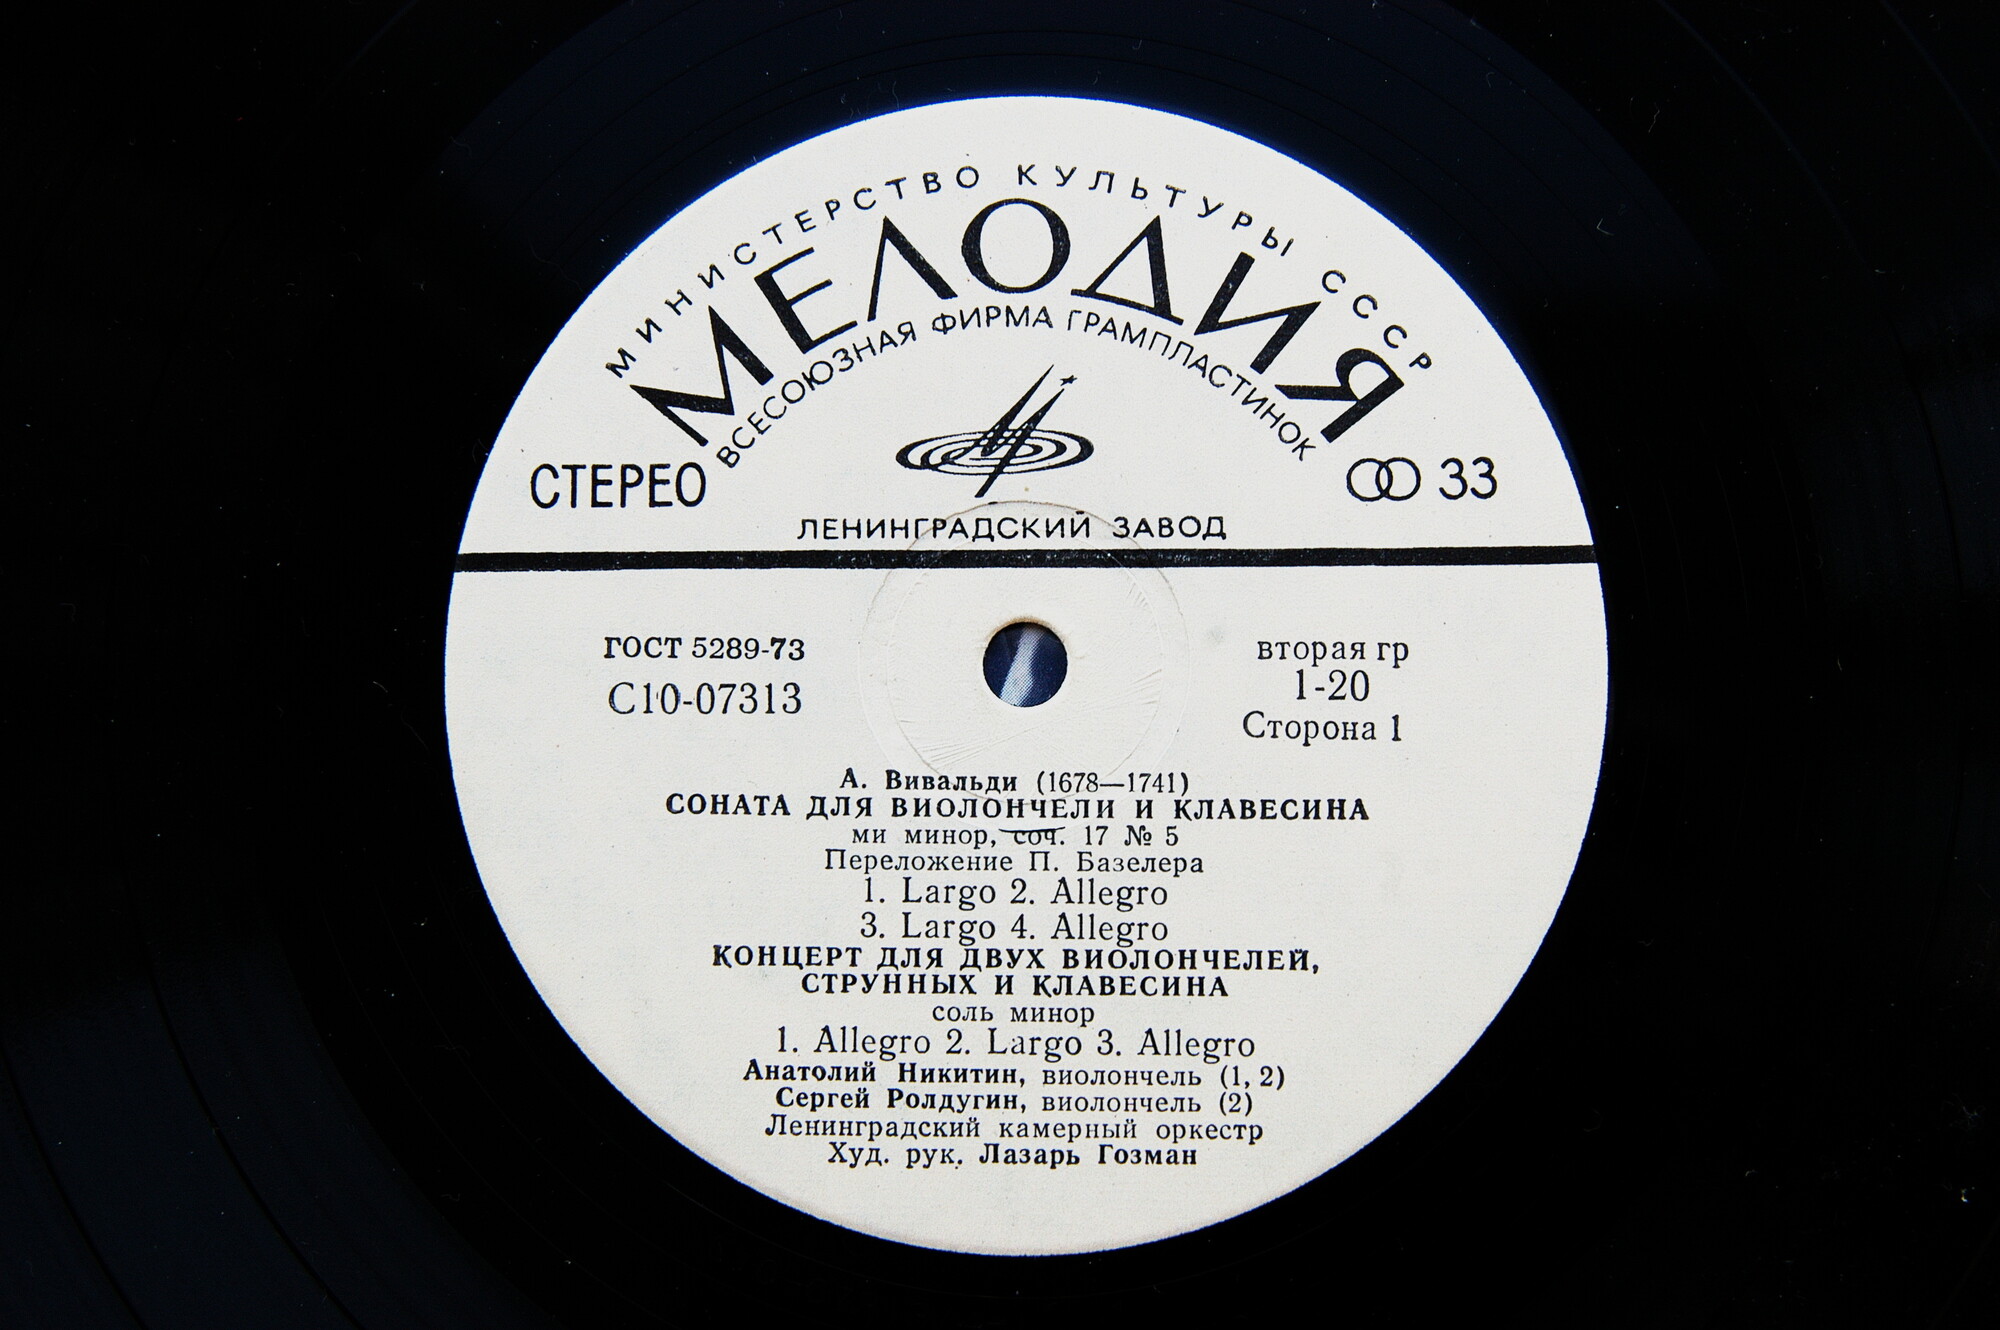 МИНИСТЕРСТВО КУЛЬТУРЫ СССР
МЕЛОДИЯ
ВСЕСОЮЗНАЯ ФИРМА ГРАМПЛАСТИНОК
СТЕРЕО
33
ЛЕНИНГРАДСКИЙ ЗАВОД
ГОСТ 5289-73
С10-07313
вторая гр
1-20
Сторона 1
А. Вивальди (1678—1741)
СОНАТА ДЛЯ ВИОЛОНЧЕЛИ И КЛАВЕСИНА
ми минор, соч. 17 № 5
Переложение П. Базелера
1. Largo 2. Allegro
3. Largo 4. Allegro
КОНЦЕРТ ДЛЯ ДВУХ ВИОЛОНЧЕЛЕЙ,
СТРУННЫХ И КЛАВЕСИНА
соль минор
1. Allegro 2. Largo 3. Allegro
Анатолий Никитин, виолончель (1, 2)
Сергей Ролдугин, виолончель (2)
Ленинградский камерный оркестр
Худ. рук. Лазарь Гозман